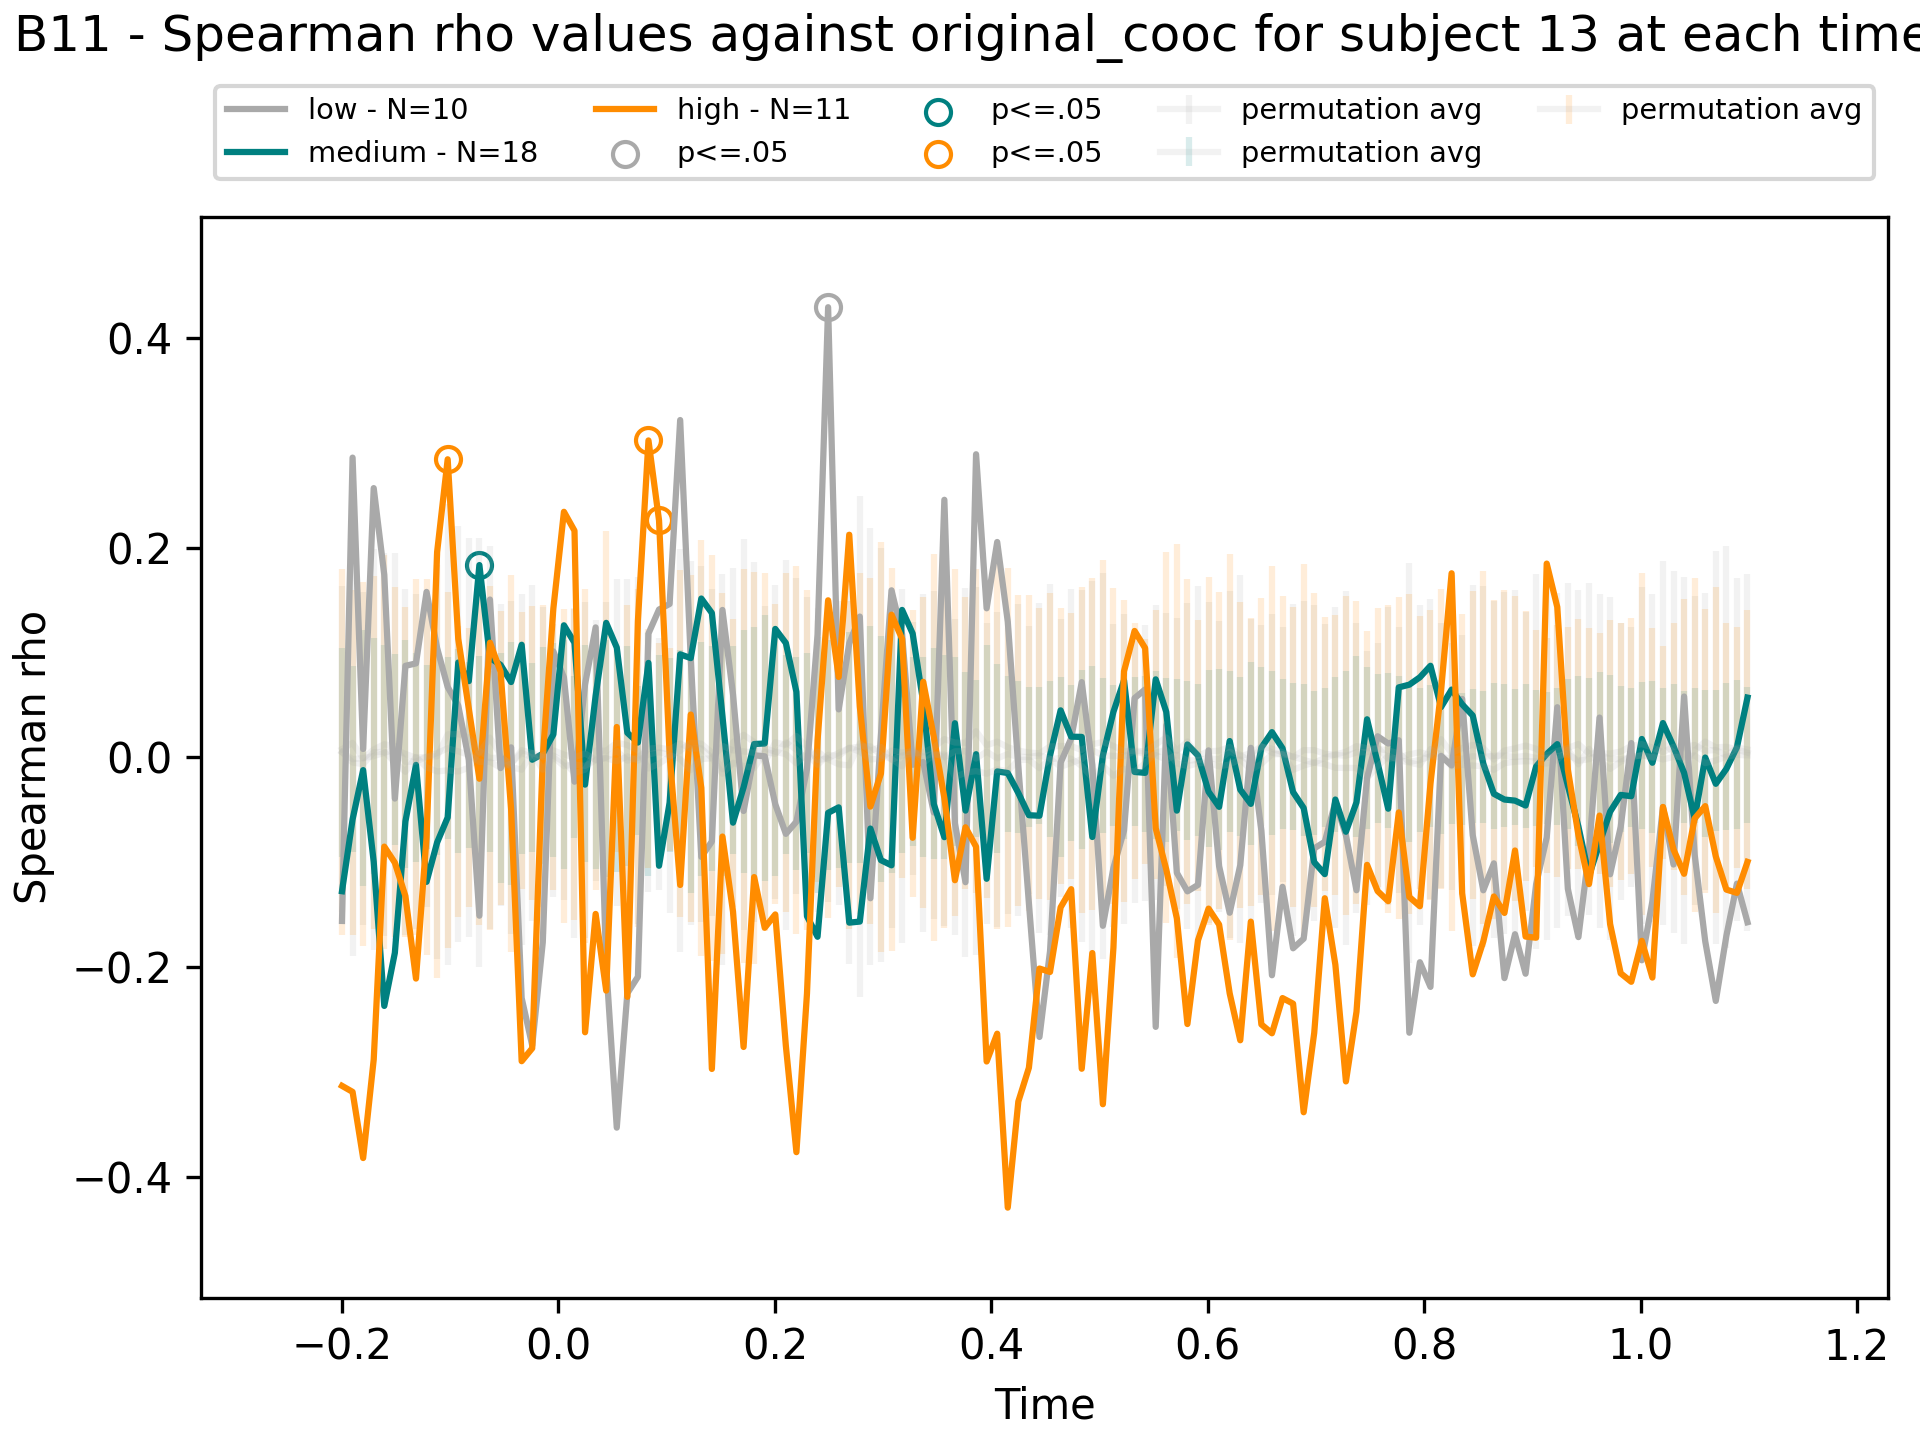 B11 - Spearman rho values against original_cooc for subject 13 at each time
low - N=10
medium - N=18
high - N=11
p<=.05
p<=.05
p<=.05
permutation avg
permutation avg
permutation avg
Spearman rho
0.4
0.2
0.0
−0.2
−0.4
−0.2 0.0 0.2 0.4 0.6 0.8 1.0 1.2
Time